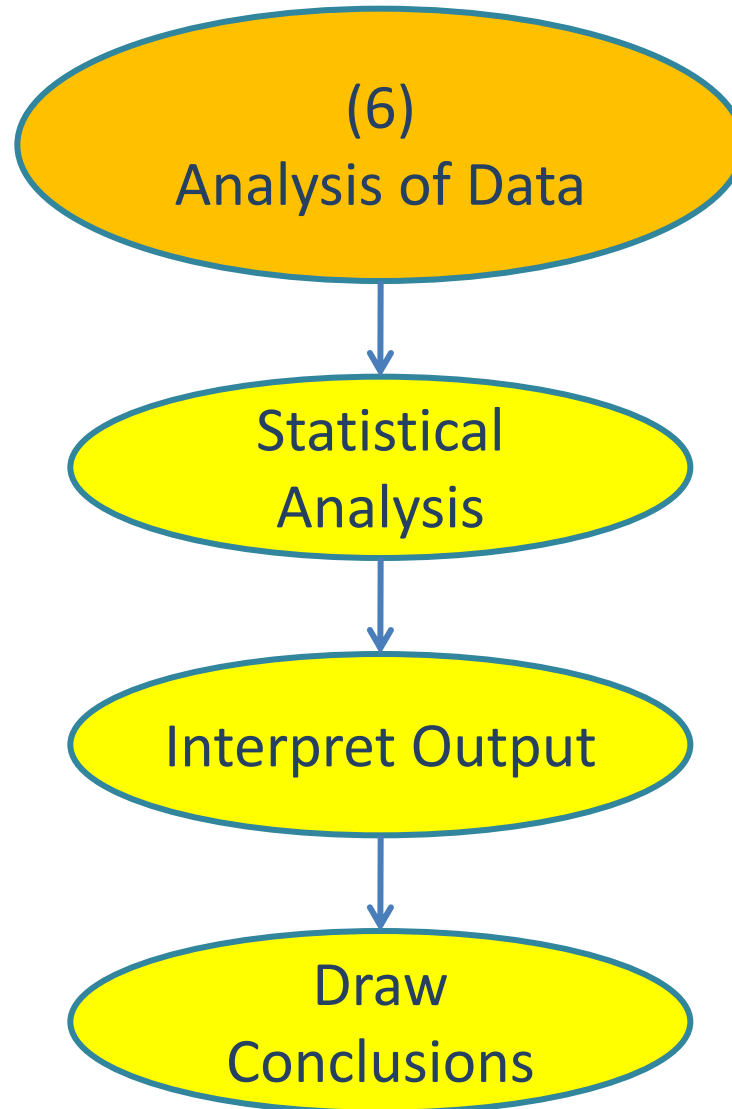 (6)
Analysis of Data
Statistical
Analysis
Interpret Output
Draw
Conclusions